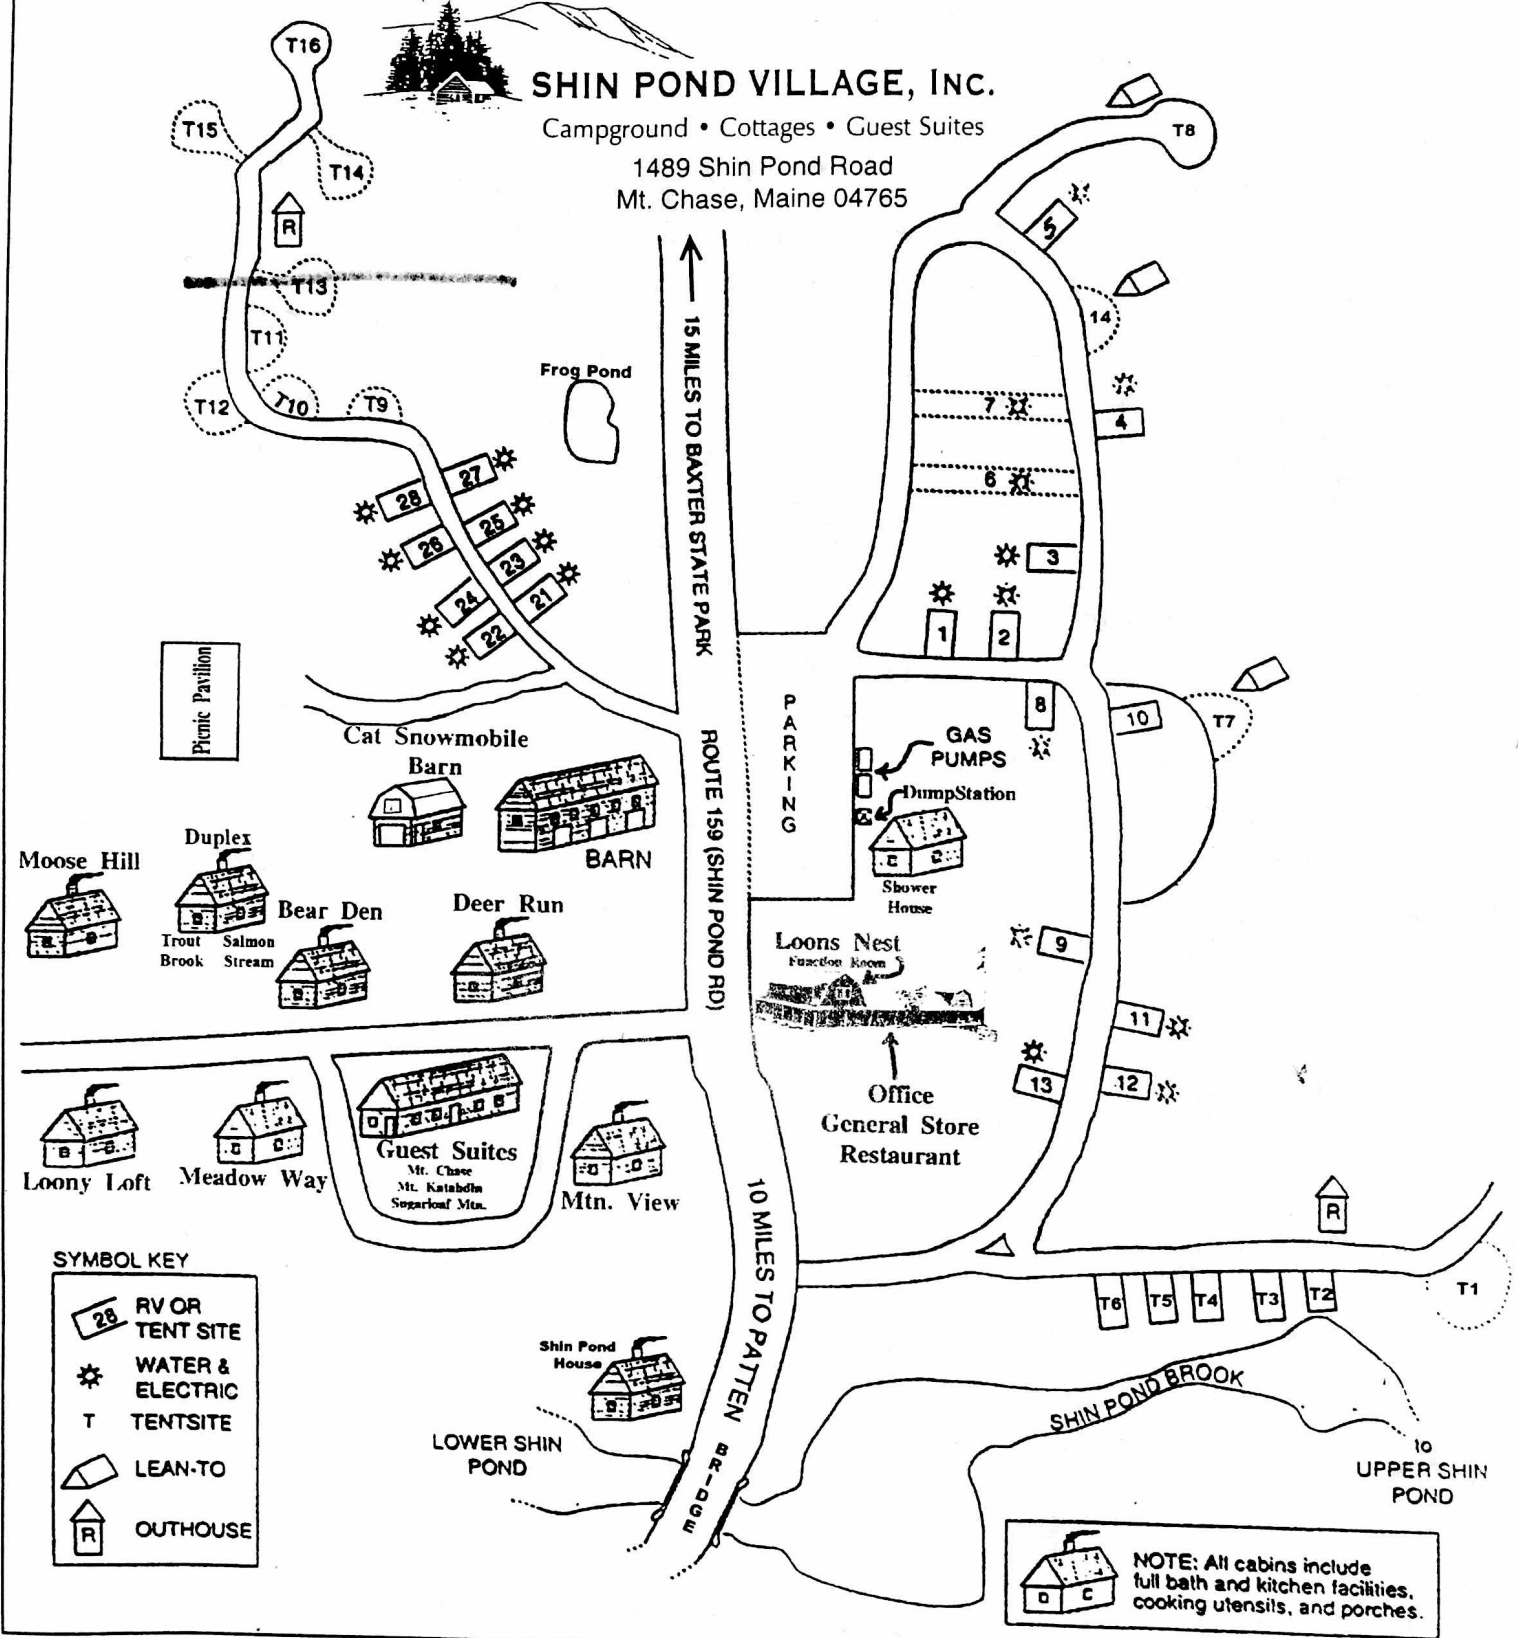 SHIN POND VILLAGE, INC.
Campground • Cottages • Guest Suites
1489 Shin Pond Road
Mt. Chase, Maine 04765
T16
T15
T14
R
T13
T11
T12
T10
T9
Frog Pond
27
28
25
26
23
24
21
22
15 MILES TO BAXTER STATE PARK
ROUTE 159 (SHIN POND RD)
10 MILES TO PATTEN
BRIDGE
T8
5
14
7
4
6
3
1
2
8
10
T7
PARKING
GAS
PUMPS
DumpStation
Shower
House
Picnic Pavilion
Cat Snowmobile
Barn
BARN
Moose Hill
Duplex
Trout
Brook
Salmon
Stream
Bear Den
Deer Run
Loons Nest
Function Room
9
11
13
12
Office
General Store
Restaurant
Loony Loft
Meadow Way
Guest Suites
Mt. Chase
Mt. Katahdin
Sugarloaf Mtn.
Mtn. View
R
T6
T5
T4
T3
T2
T1
SYMBOL KEY
28
RV OR
TENT SITE
WATER &
ELECTRIC
T
TENTSITE
LEAN-TO
R
OUTHOUSE
Shin Pond
House
LOWER SHIN
POND
SHIN POND BROOK
to
UPPER SHIN
POND
NOTE: All cabins include
full bath and kitchen facilities,
cooking utensils, and porches.